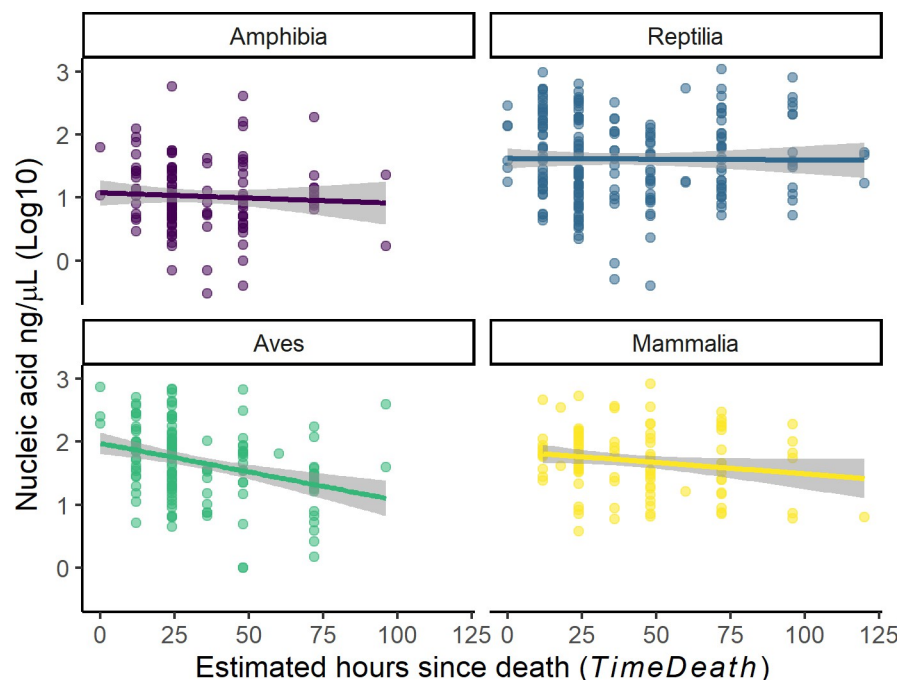 Amphibia
Reptilia
3
2
1
0
Aves
Mammalia
3
2
1
0
0 25 50 75 100 125
0 25 50 75 100 125
Nucleic acid ng/μL (Log10)
Estimated hours since death (TimeDeath)